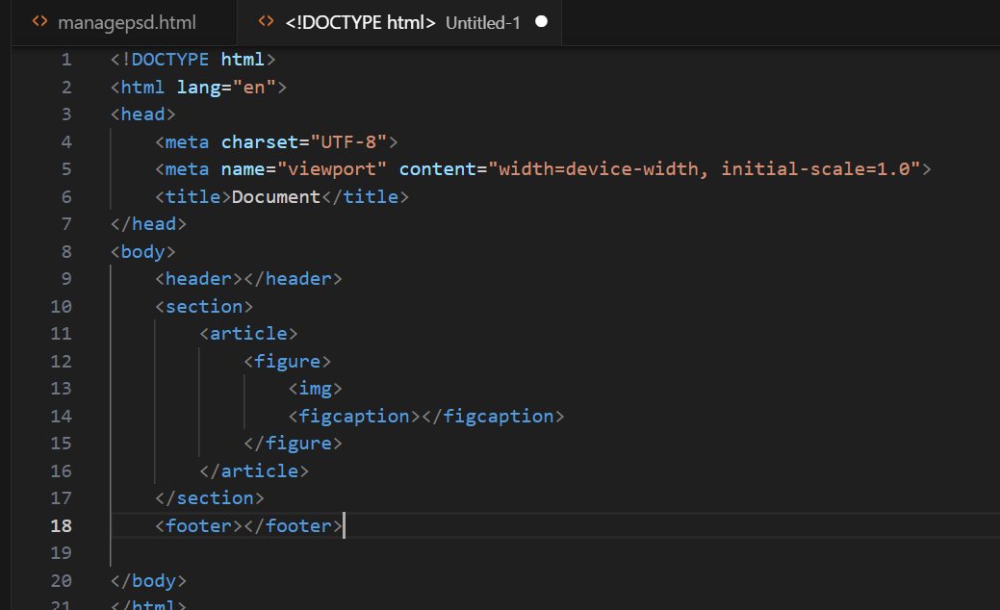 managepsd.html
<!DOCTYPE html> Untitled-1
1 <!DOCTYPE html>
2 <html lang="en">
3 <head>
4     <meta charset="UTF-8">
5     <meta name="viewport" content="width=device-width, initial-scale=1.0">
6     <title>Document</title>
7 </head>
8 <body>
9     <header></header>
10     <section>
11         <article>
12             <figure>
13                 <img>
14                 <figcaption></figcaption>
15             </figure>
16         </article>
17     </section>
18     <footer></footer>
19
20 </body>
21 </html>